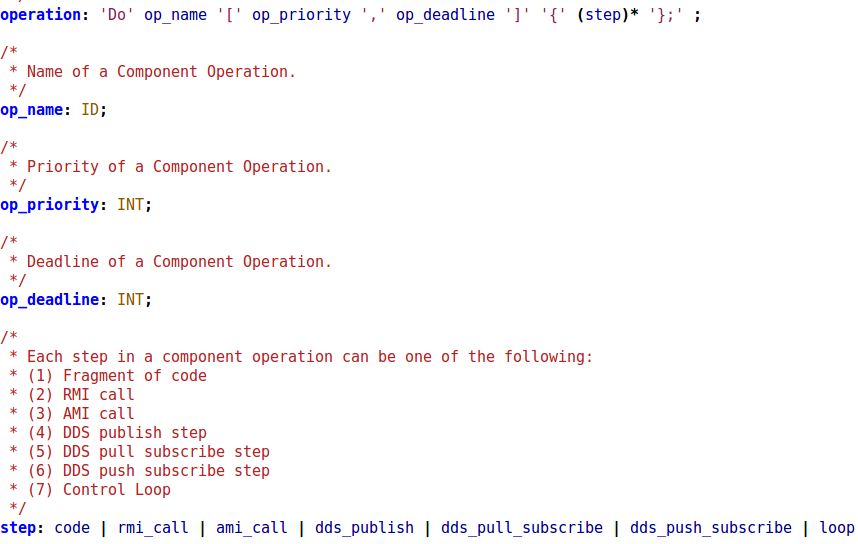 operation: 'Do' op_name '[' op_priority ',' op_deadline ']' '{' (step)* '};' ;
/*
* Name of a Component Operation.
*/
op_name: ID;
/*
* Priority of a Component Operation.
*/
op_priority: INT;
/*
* Deadline of a Component Operation.
*/
op_deadline: INT;
/*
* Each step in a component operation can be one of the following:
* (1) Fragment of code
* (2) RMI call
* (3) AMI call
* (4) DDS publish step
* (5) DDS pull subscribe step
* (6) DDS push subscribe step
* (7) Control Loop
*/
step: code | rmi_call | ami_call | dds_publish | dds_pull_subscribe | dds_push_subscribe | loop